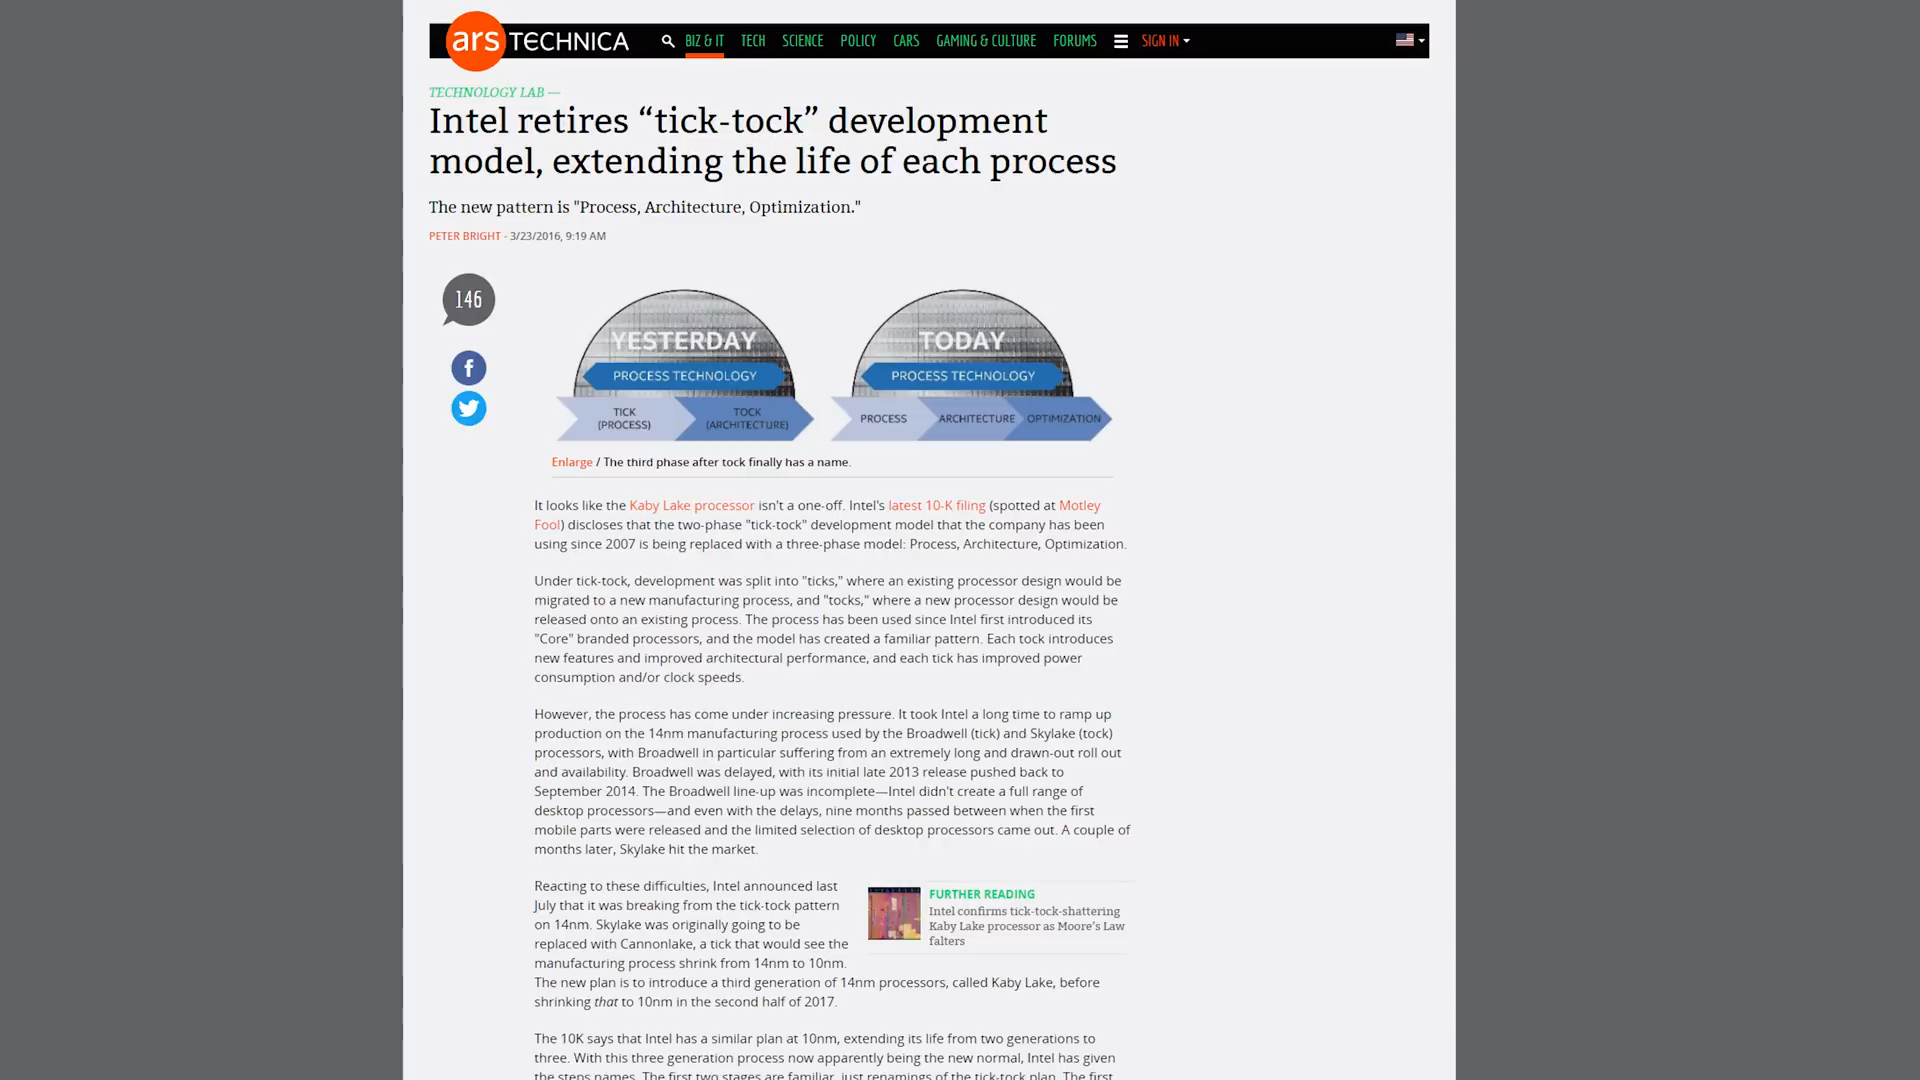 ars TECHNICA BIZ & IT TECH SCIENCE POLICY CARS GAMING & CULTURE FORUMS SIGN IN
TECHNOLOGY LAB —
Intel retires “tick-tock” development
model, extending the life of each process
The new pattern is "Process, Architecture, Optimization."
PETER BRIGHT - 3/23/2016, 9:19 AM
146
YESTERDAY
PROCESS TECHNOLOGY
TICK
(PROCESS)
TOCK
(ARCHITECTURE)
TODAY
PROCESS TECHNOLOGY
PROCESS
ARCHITECTURE
OPTIMIZATION
Enlarge / The third phase after tock finally has a name.
It looks like the Kaby Lake processor isn't a one-off. Intel's latest 10-K filing (spotted at Motley
Fool) discloses that the two-phase "tick-tock" development model that the company has been
using since 2007 is being replaced with a three-phase model: Process, Architecture, Optimization.
Under tick-tock, development was split into "ticks," where an existing processor design would be
migrated to a new manufacturing process, and "tocks," where a new processor design would be
released onto an existing process. The process has been used since Intel first introduced its
"Core" branded processors, and the model has created a familiar pattern. Each tock introduces
new features and improved architectural performance, and each tick has improved power
consumption and/or clock speeds.
However, the process has come under increasing pressure. It took Intel a long time to ramp up
production on the 14nm manufacturing process used by the Broadwell (tick) and Skylake (tock)
processors, with Broadwell in particular suffering from an extremely long and drawn-out roll out
and availability. Broadwell was delayed, with its initial late 2013 release pushed back to
September 2014. The Broadwell line-up was incomplete—Intel didn't create a full range of
desktop processors—and even with the delays, nine months passed between when the first
mobile parts were released and the limited selection of desktop processors came out. A couple of
months later, Skylake hit the market.
Reacting to these difficulties, Intel announced last
July that it was breaking from the tick-tock pattern
on 14nm. Skylake was originally going to be
replaced with Cannonlake, a tick that would see the
manufacturing process shrink from 14nm to 10nm.
The new plan is to introduce a third generation of 14nm processors, called Kaby Lake, before
shrinking that to 10nm in the second half of 2017.
FURTHER READING
Intel confirms tick-tock-shattering
Kaby Lake processor as Moore's Law
falters
The 10K says that Intel has a similar plan at 10nm, extending its life from two generations to
three. With this three generation process now apparently being the new normal, Intel has given
the steps names. The first two stages are familiar, just renamings of the tick-tock plan. The first